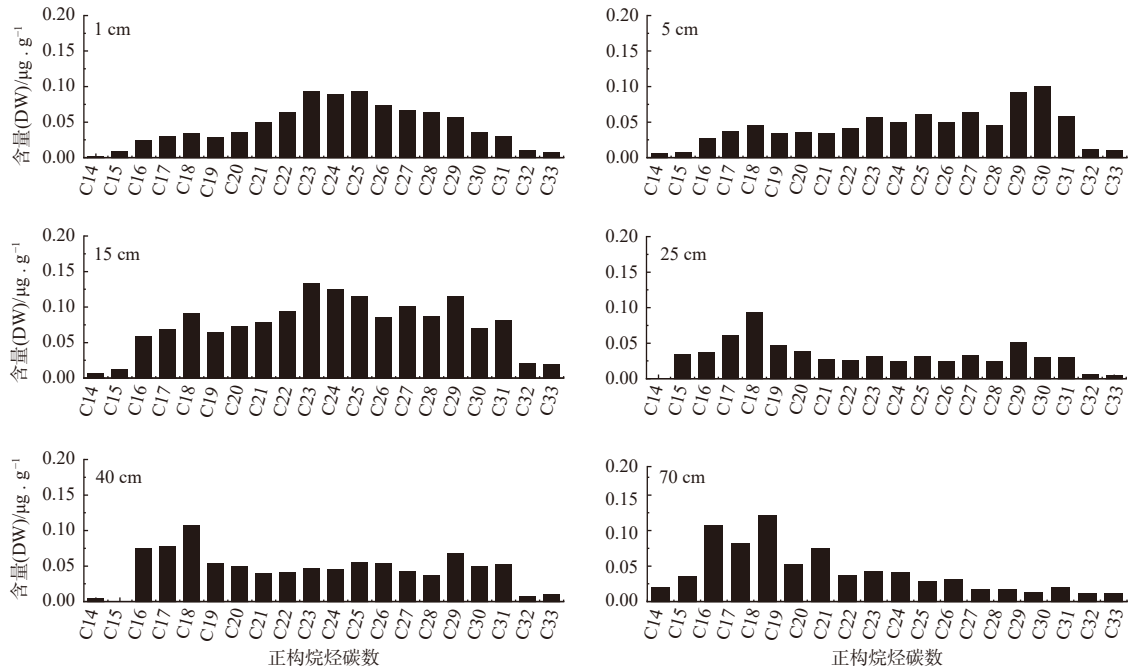 0.20
1 cm
0.15
0.10
0.05
0.00
含量(DW)/μg · g⁻¹
C14 C15 C16 C17 C18 C19 C20 C21 C22 C23 C24 C25 C26 C27 C28 C29 C30 C31 C32 C33
0.20
5 cm
0.15
0.10
0.05
0.00
C14 C15 C16 C17 C18 C19 C20 C21 C22 C23 C24 C25 C26 C27 C28 C29 C30 C31 C32 C33
0.20
15 cm
0.15
0.10
0.05
0.00
含量(DW)/μg · g⁻¹
C14 C15 C16 C17 C18 C19 C20 C21 C22 C23 C24 C25 C26 C27 C28 C29 C30 C31 C32 C33
0.20
25 cm
0.15
0.10
0.05
0.00
C14 C15 C16 C17 C18 C19 C20 C21 C22 C23 C24 C25 C26 C27 C28 C29 C30 C31 C32 C33
0.20
40 cm
0.15
0.10
0.05
0.00
含量(DW)/μg · g⁻¹
C14 C15 C16 C17 C18 C19 C20 C21 C22 C23 C24 C25 C26 C27 C28 C29 C30 C31 C32 C33
正构烷烃碳数
0.20
70 cm
0.15
0.10
0.05
0.00
C14 C15 C16 C17 C18 C19 C20 C21 C22 C23 C24 C25 C26 C27 C28 C29 C30 C31 C32 C33
正构烷烃碳数